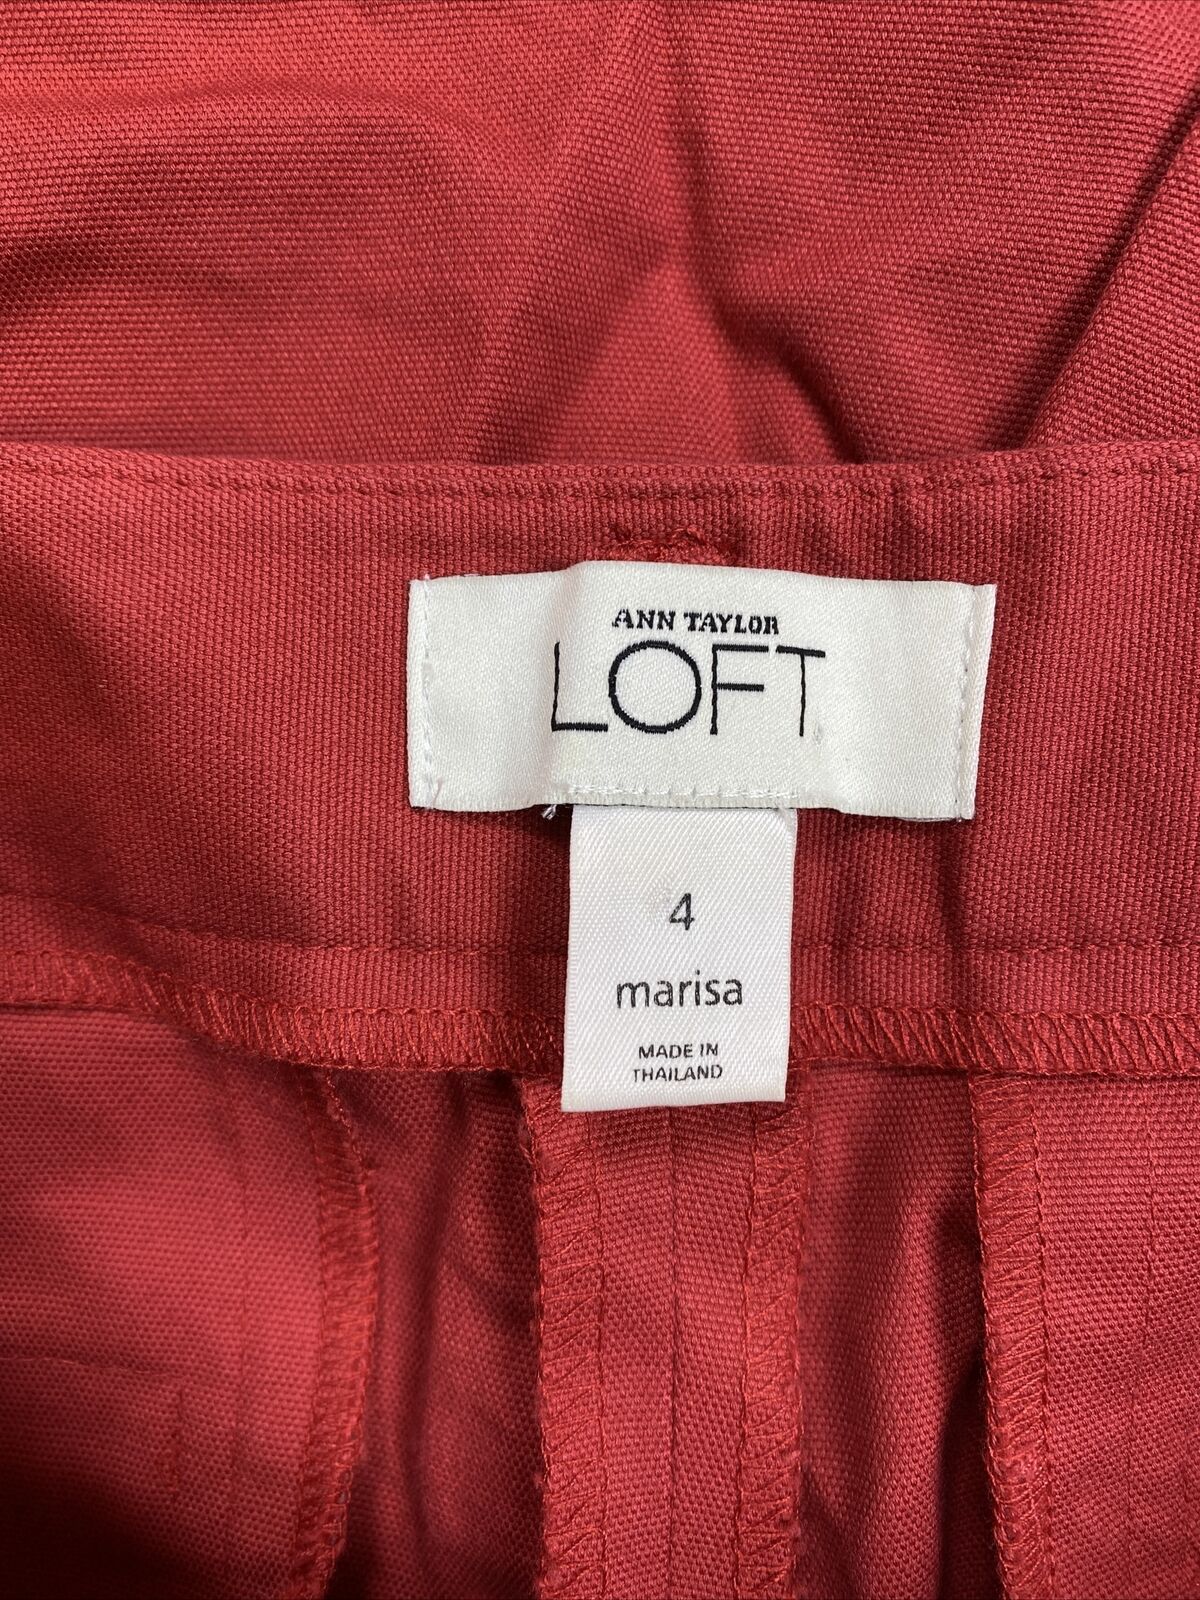 ANN TAYLOR
LOFT
4
marisa
MADE IN
THAILAND